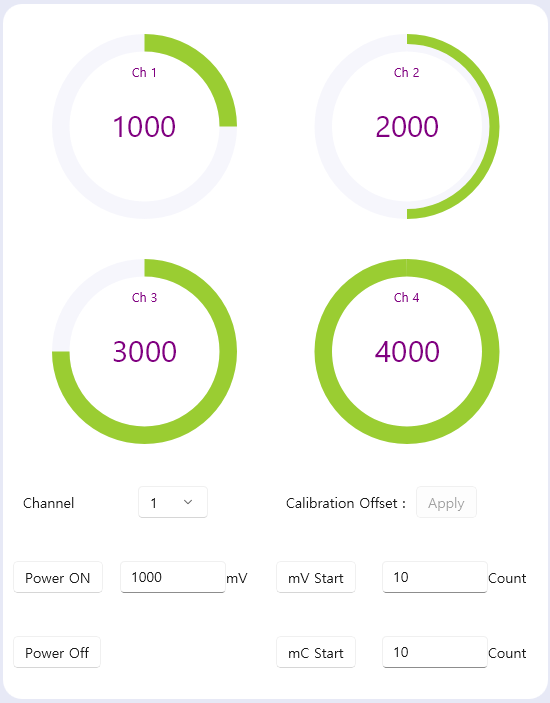 Ch 1
1000
Ch 2
2000
Ch 3
3000
Ch 4
4000
Channel 1 Calibration Offset : Apply
Power ON 1000 mV mV Start 10 Count
Power Off mC Start 10 Count